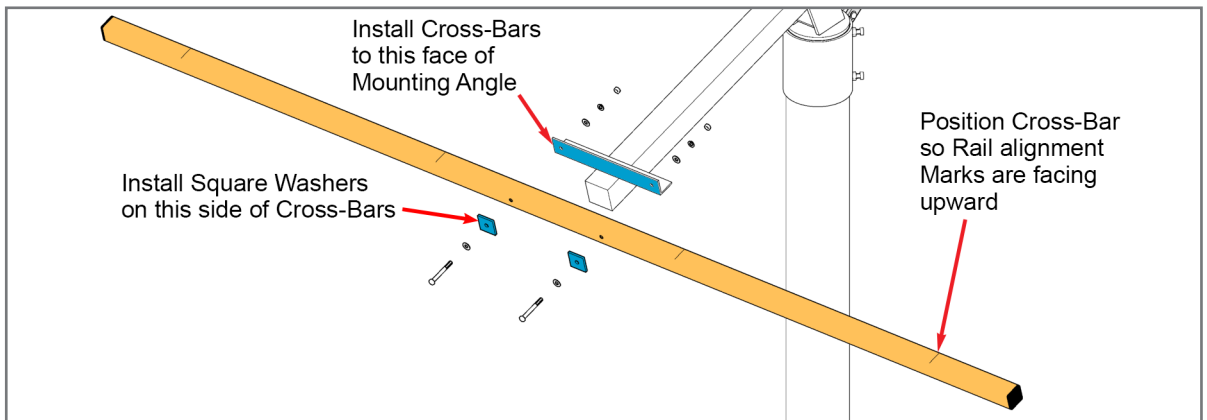 Install Cross-Bars
to this face of
Mounting Angle
Position Cross-Bar
so Rail alignment
Marks are facing
upward
Install Square Washers
on this side of Cross-Bars